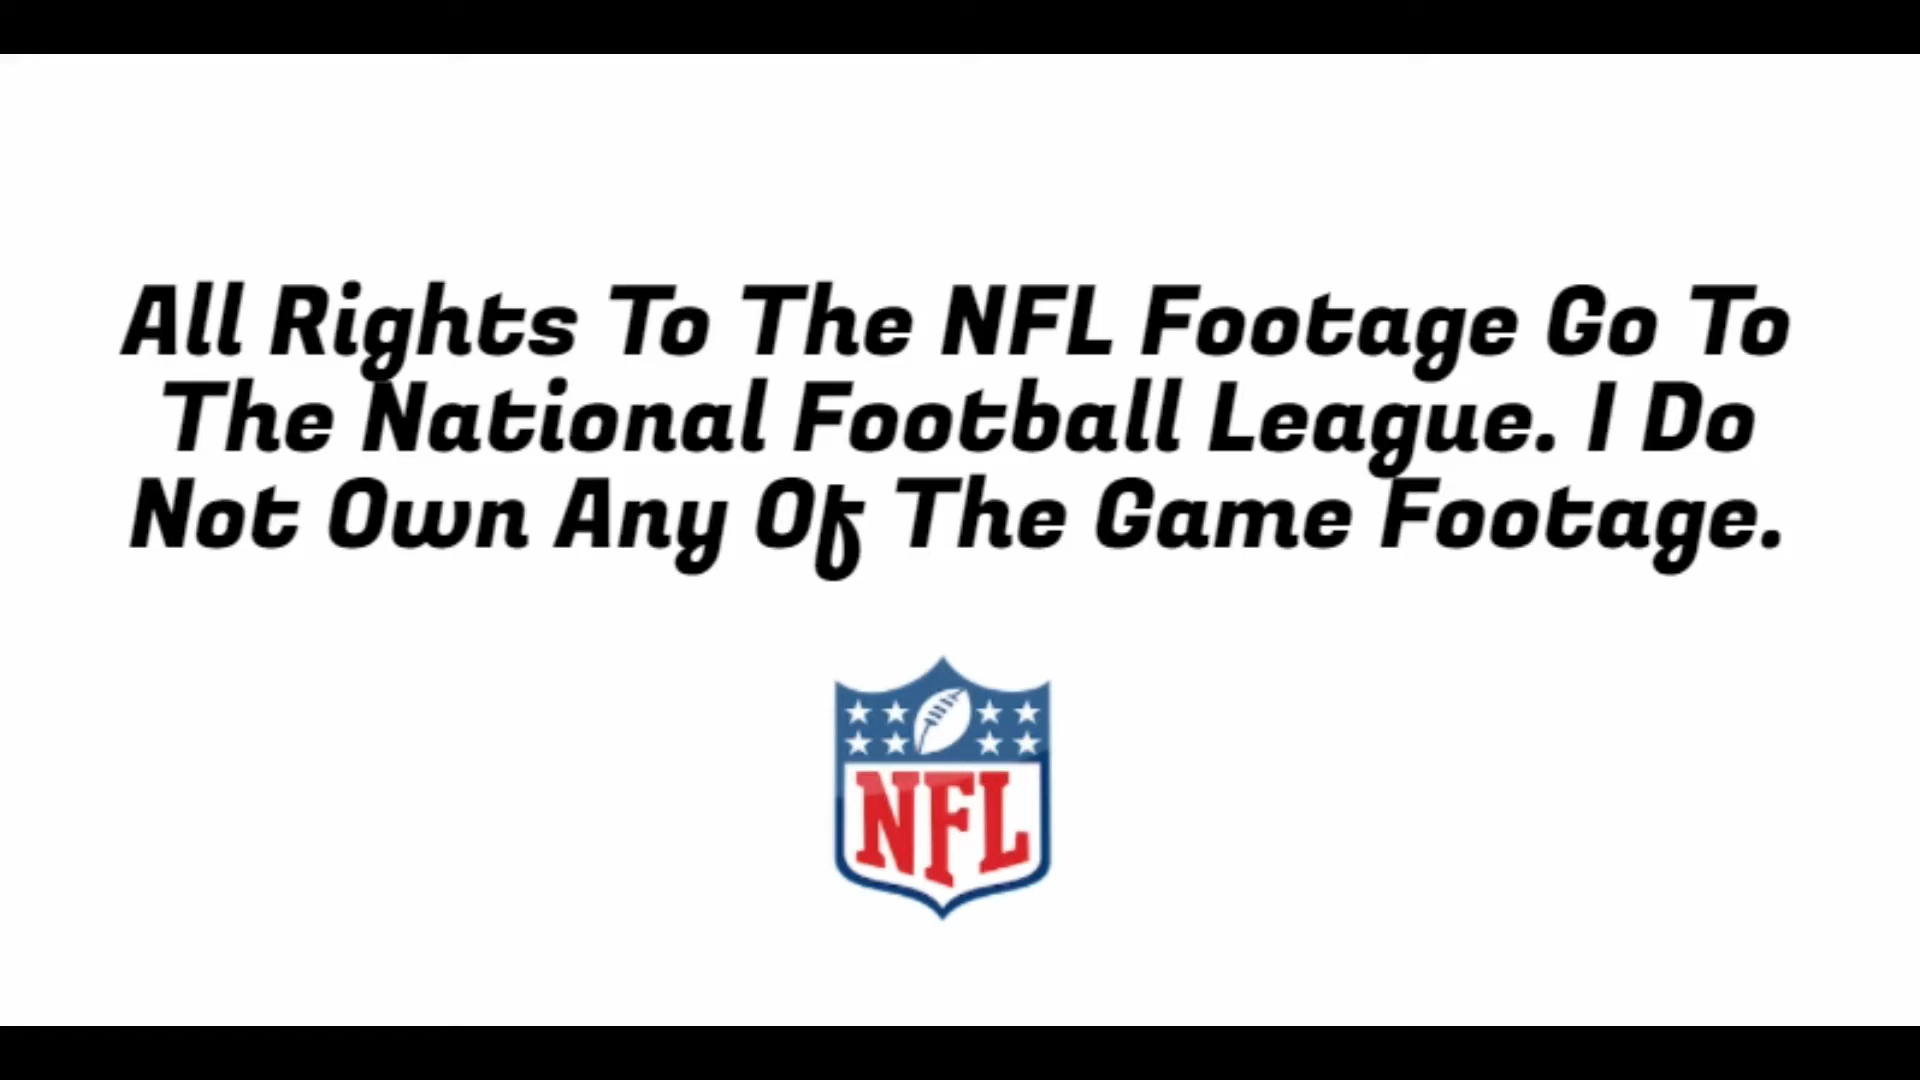 All Rights To The NFL Footage Go To
The National Football League. I Do
Not Own Any Of The Game Footage.
NFL